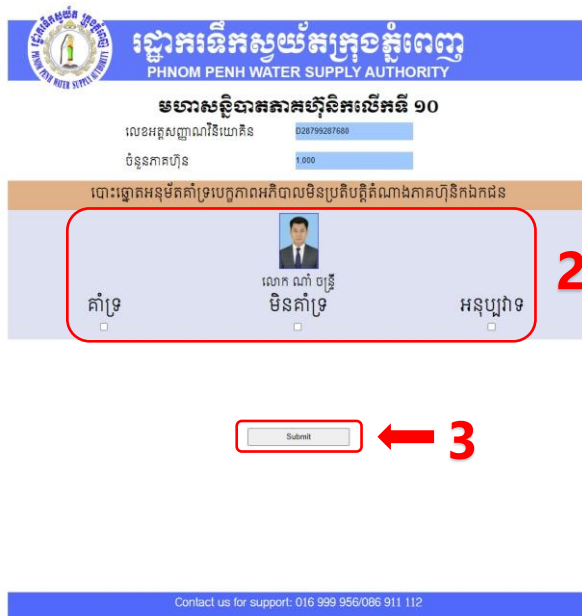 រដ្ឋាករទឹកស្វយ័តក្រុងភ្នំពេញ
PHNOM PENH WATER SUPPLY AUTHORITY
មហាសន្និបាតភាគហ៊ុនិកលើកទី ១០
លេខអត្តសញ្ញាណវិនិយោគិន D28799287680
ចំនួនភាគហ៊ុន 1,000
បោះឆ្នោតអនុម័តគាំទ្របេក្ខភាពអភិបាលមិនប្រតិបត្តិតំណាងភាគហ៊ុនិកឯកជន
លោក ណាំ ចន្ទ្រី
គាំទ្រ មិនគាំទ្រ អនុប្បវាទ
2
Submit
3
Contact us for support: 016 999 956/086 911 112